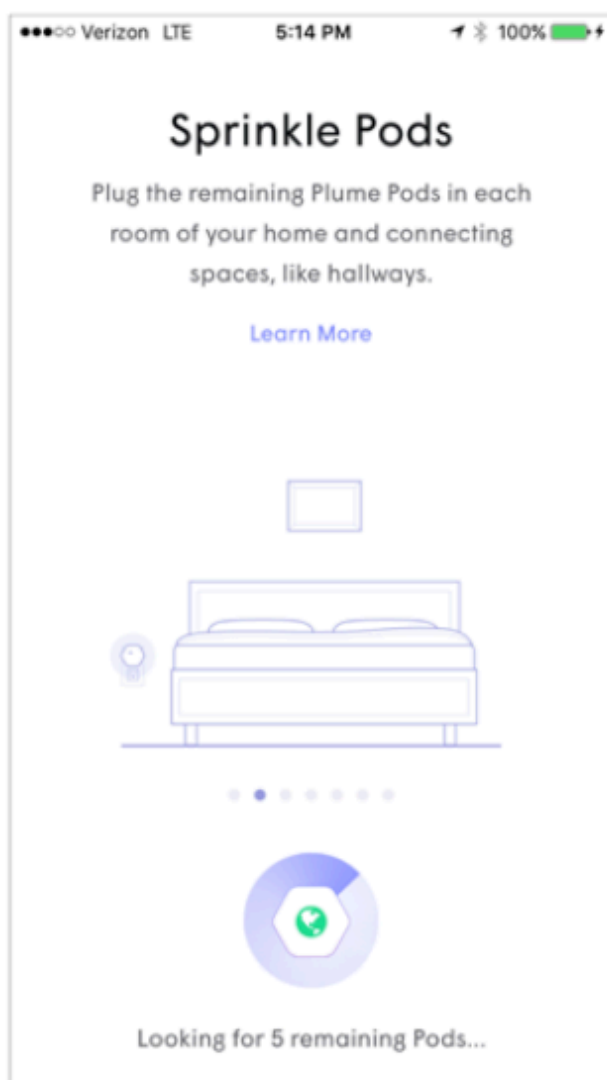 Verizon LTE 5:14 PM 100%
Sprinkle Pods
Plug the remaining Plume Pods in each
room of your home and connecting
spaces, like hallways.
Learn More
Looking for 5 remaining Pods...